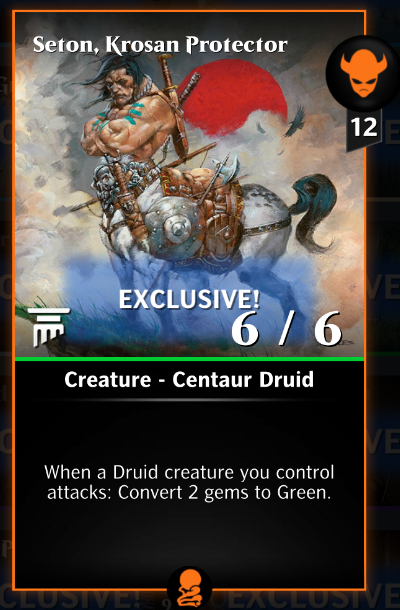 Seton, Krosan Protector
12
EXCLUSIVE!
6 / 6
Creature - Centaur Druid
When a Druid creature you control
attacks: Convert 2 gems to Green.